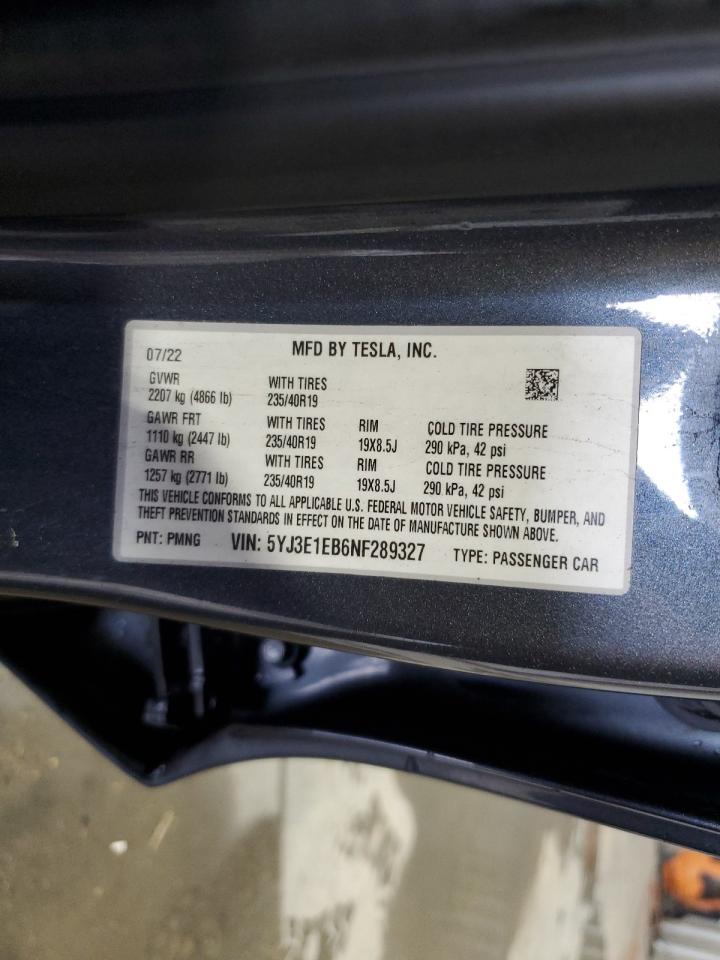 MFD BY TESLA, INC.
07/22
GVWR WITH TIRES
2207 kg (4866 lb) 235/40R19
GAWR FRT WITH TIRES RIM COLD TIRE PRESSURE
1110 kg (2447 lb) 235/40R19 19X8.5J 290 kPa, 42 psi
GAWR RR WITH TIRES RIM COLD TIRE PRESSURE
1257 kg (2771 lb) 235/40R19 19X8.5J 290 kPa, 42 psi
THIS VEHICLE CONFORMS TO ALL APPLICABLE U.S. FEDERAL MOTOR VEHICLE SAFETY, BUMPER, AND
THEFT PREVENTION STANDARDS IN EFFECT ON THE DATE OF MANUFACTURE SHOWN ABOVE.
PNT: PMNG VIN: 5YJ3E1EB6NF289327 TYPE: PASSENGER CAR